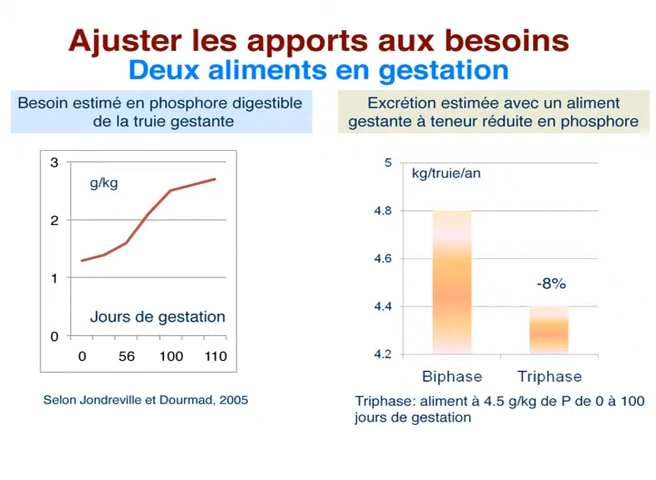 Ajuster les apports aux besoins
Deux aliments en gestation
Besoin estimé en phosphore digestible
de la truie gestante
Excrétion estimée avec un aliment
gestante à teneur réduite en phosphore
3
g/kg
2
1
Jours de gestation
0
0 56 100 110
Selon Jondreville et Dourmad, 2005
5
kg/truie/an
4.8
4.6
-8%
4.4
4.2
Biphase Triphase
Triphase: aliment à 4.5 g/kg de P de 0 à 100
jours de gestation